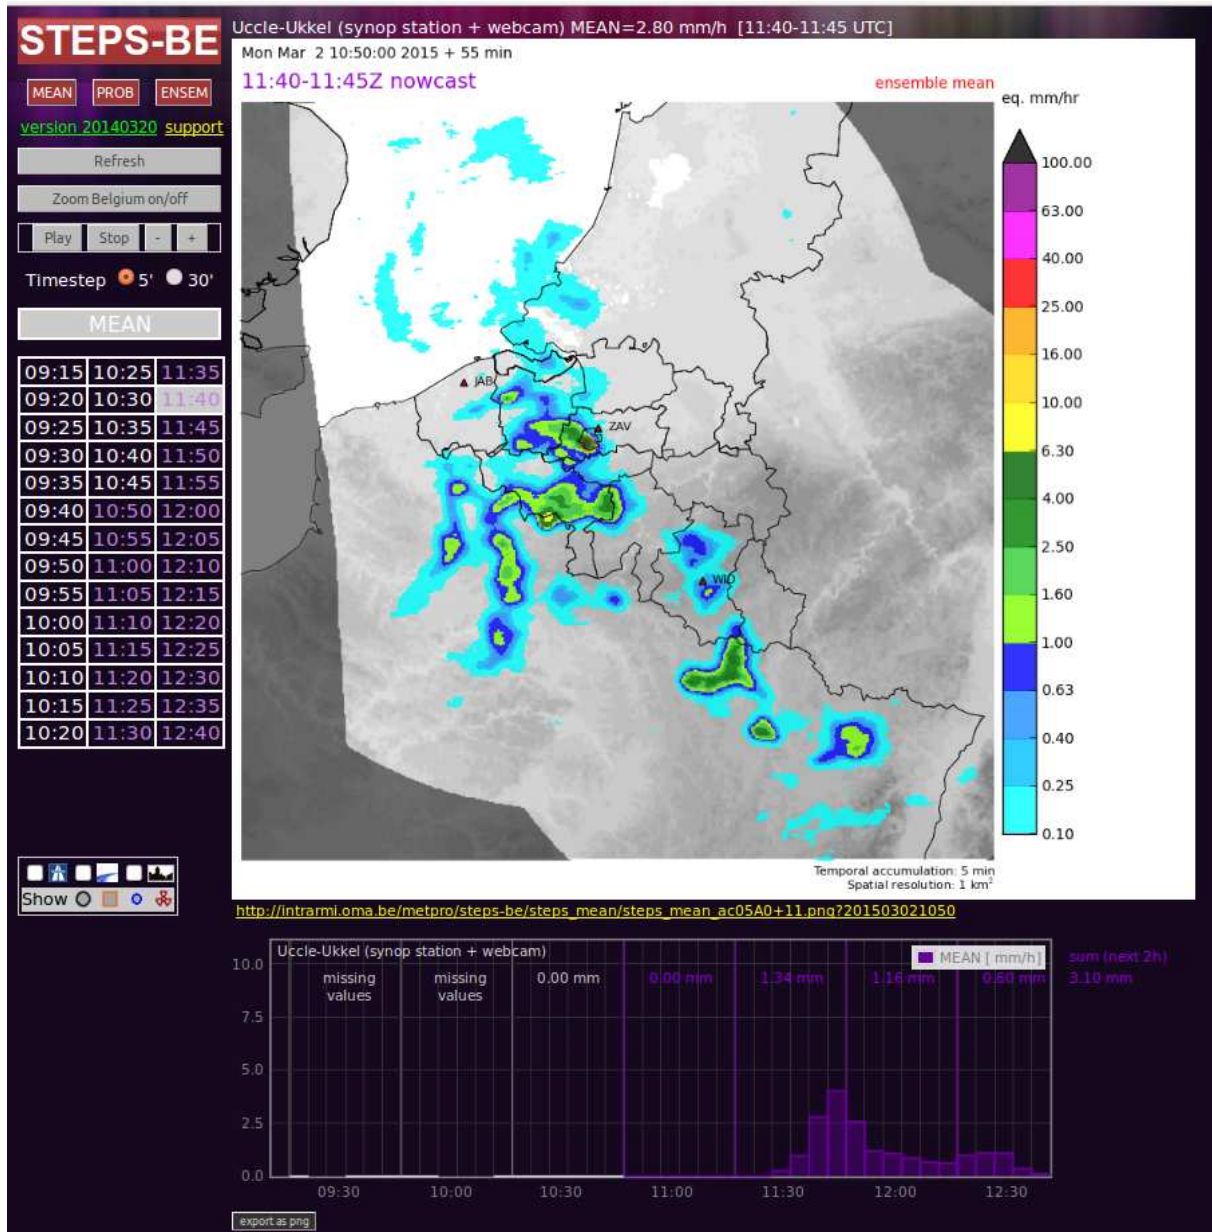 STEPS-BE
MEAN PROB ENSEM
version 20140320 support
Refresh
Zoom Belgium on/off
Play Stop - +
Timestep 5' 30'
MEAN
09:15 10:25 11:35
09:20 10:30 11:40
09:25 10:35 11:45
09:30 10:40 11:50
09:35 10:45 11:55
09:40 10:50 12:00
09:45 10:55 12:05
09:50 11:00 12:10
09:55 11:05 12:15
10:00 11:10 12:20
10:05 11:15 12:25
10:10 11:20 12:30
10:15 11:25 12:35
10:20 11:30 12:40
Show
Uccle-Ukkel (synop station + webcam) MEAN=2.80 mm/h [11:40-11:45 UTC]
Mon Mar 2 10:50:00 2015 + 55 min
11:40-11:45Z nowcast
ensemble mean
eq. mm/hr
100.00
63.00
40.00
25.00
16.00
10.00
6.30
4.00
2.50
1.60
1.00
0.63
0.40
0.25
0.10
JAB
ZAV
WID
Temporal accumulation: 5 min
Spatial resolution: 1 km²
http://intrarmi.oma.be/metpro/steps-be/steps_mean/steps_mean_ac05A0+11.png?201503021050
Uccle-Ukkel (synop station + webcam)
MEAN [ mm/h]
sum (next 2h)
missing values
missing values
0.00 mm
0.00 mm
1.34 mm
1.16 mm
0.60 mm
3.10 mm
10.0
7.5
5.0
2.5
0.0
09:30 10:00 10:30 11:00 11:30 12:00 12:30
export as png